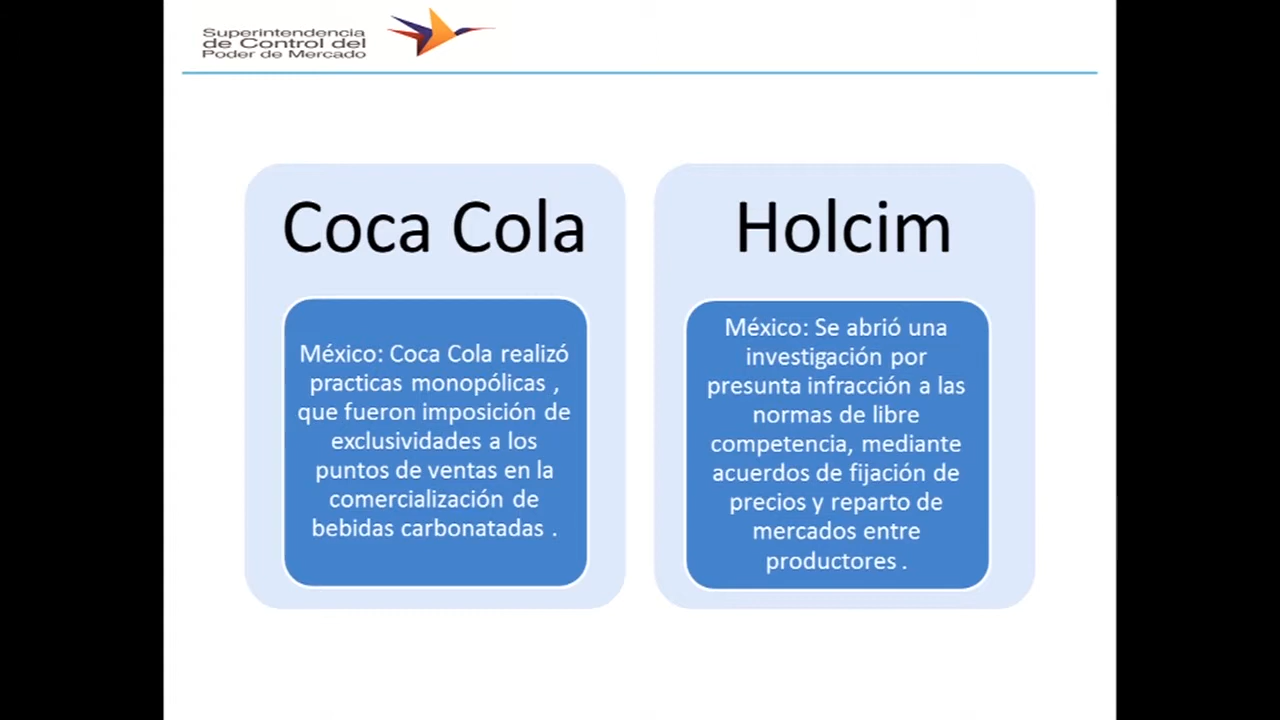 Superintendencia
de Control del
Poder de Mercado
Coca Cola
México: Coca Cola realizó
practicas monopólicas ,
que fueron imposición de
exclusividades a los
puntos de ventas en la
comercialización de
bebidas carbonatadas .
Holcim
México: Se abrió una
investigación por
presunta infracción a las
normas de libre
competencia, mediante
acuerdos de fijación de
precios y reparto de
mercados entre
productores .